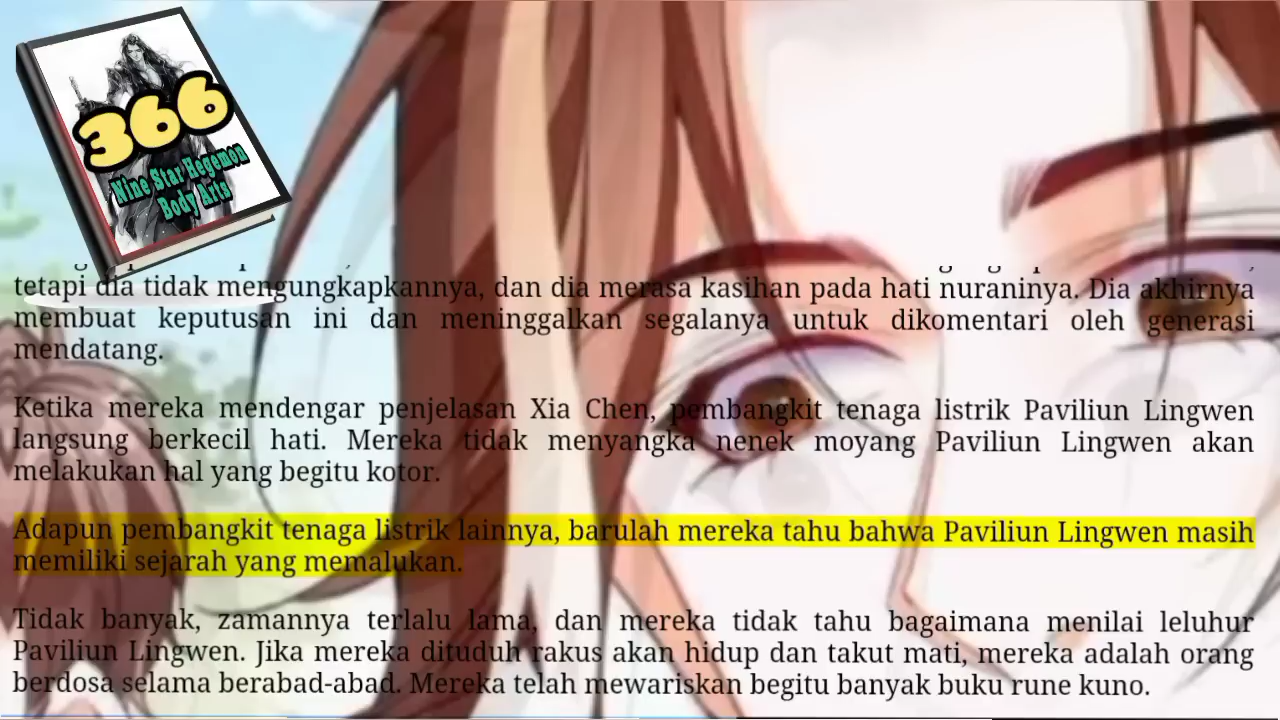 366
Nine Star Hegemon
Body Arts
tetapi dia tidak mengungkapkannya, dan dia merasa kasihan pada hati nuraninya. Dia akhirnya
membuat keputusan ini dan meninggalkan segalanya untuk dikomentari oleh generasi
mendatang.
Ketika mereka mendengar penjelasan Xia Chen, pembangkit tenaga listrik Paviliun Lingwen
langsung berkecil hati. Mereka tidak menyangka nenek moyang Paviliun Lingwen akan
melakukan hal yang begitu kotor.
Adapun pembangkit tenaga listrik lainnya, barulah mereka tahu bahwa Paviliun Lingwen masih
memiliki sejarah yang memalukan.
Tidak banyak, zamannya terlalu lama, dan mereka tidak tahu bagaimana menilai leluhur
Paviliun Lingwen. Jika mereka dituduh rakus akan hidup dan takut mati, mereka adalah orang
berdosa selama berabad-abad. Mereka telah mewariskan begitu banyak buku rune kuno.